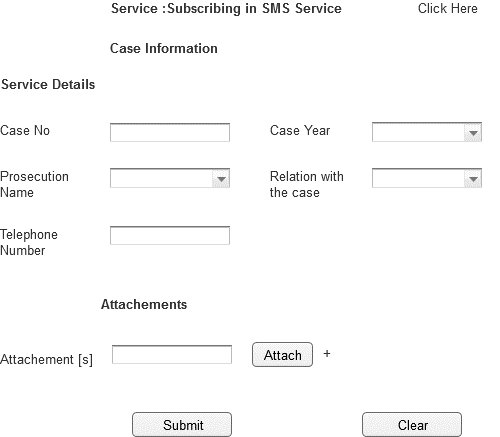 Service :Subscribing in SMS Service Click Here
Case Information
Service Details
Case No Case Year
Prosecution Name Relation with the case
Telephone Number
Attachements
Attachement [s] Attach +
Submit Clear